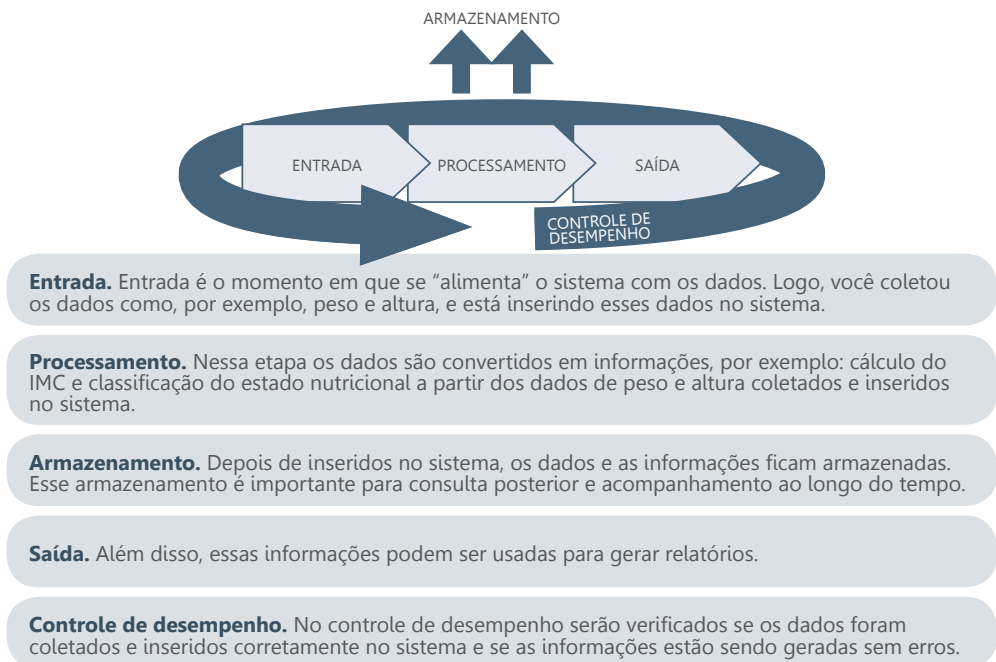 ARMAZENAMENTO
ENTRADA
PROCESSAMENTO
SAÍDA
CONTROLE DE
DESEMPENHO
Entrada. Entrada é o momento em que se “alimenta” o sistema com os dados. Logo, você coletou
os dados como, por exemplo, peso e altura, e está inserindo esses dados no sistema.
Processamento. Nessa etapa os dados são convertidos em informações, por exemplo: cálculo do
IMC e classificação do estado nutricional a partir dos dados de peso e altura coletados e inseridos
no sistema.
Armazenamento. Depois de inseridos no sistema, os dados e as informações ficam armazenadas.
Esse armazenamento é importante para consulta posterior e acompanhamento ao longo do tempo.
Saída. Além disso, essas informações podem ser usadas para gerar relatórios.
Controle de desempenho. No controle de desempenho serão verificados se os dados foram
coletados e inseridos corretamente no sistema e se as informações estão sendo geradas sem erros.